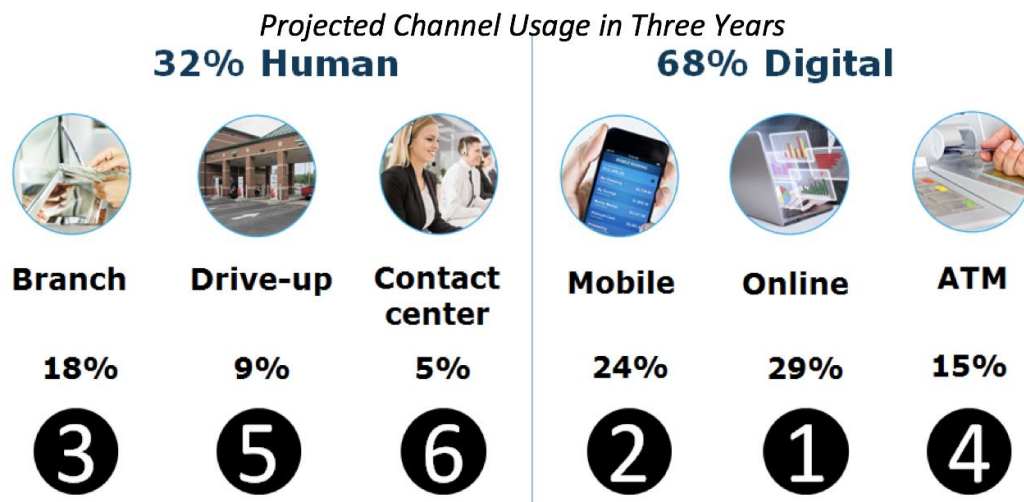 Projected Channel Usage in Three Years
32% Human
68% Digital
Branch
Drive-up
Contact
center
Mobile
Online
ATM
18%
9%
5%
24%
29%
15%
3
5
6
2
1
4